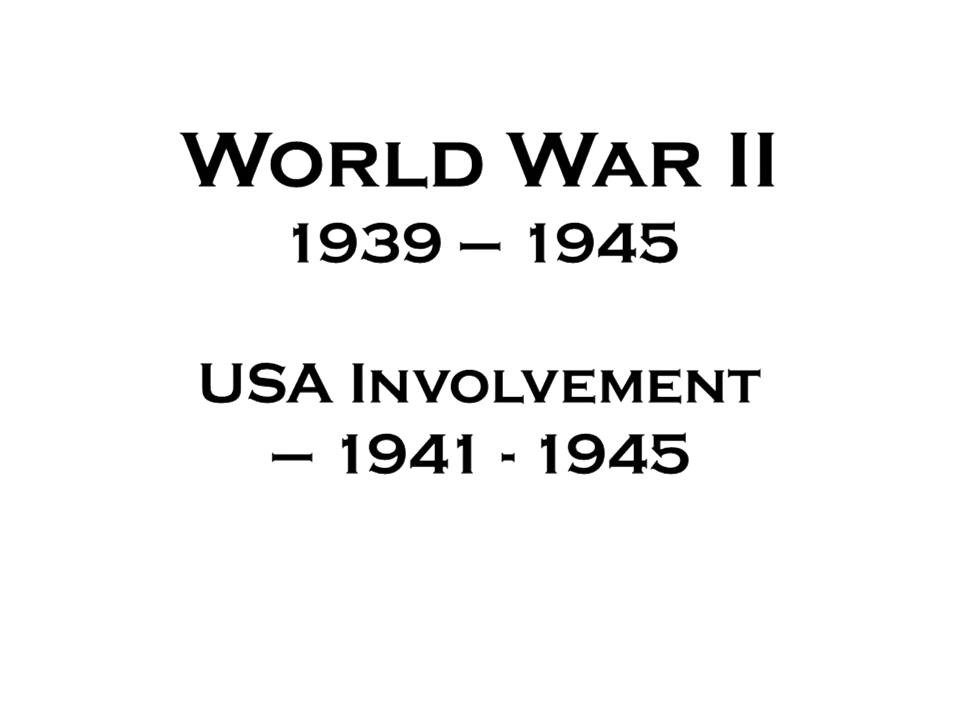 World War II
1939 – 1945
USA Involvement
– 1941 - 1945